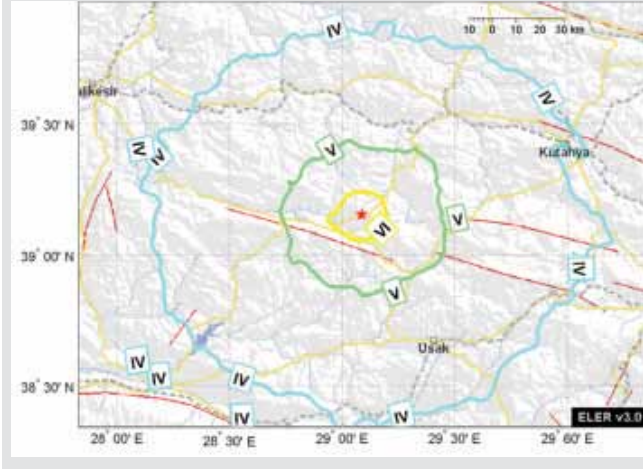 IV
10 0 10 20 30 km
IV
39° 30' N
IV
IV
V
Kutahya
V
VI
39° 00' N
IV
V
Usak
IV
IV
IV
38° 30' N
IV
IV
ELER v3.0
28° 00' E
28° 30' E
29° 00' E
29° 30' E
29° 60' E